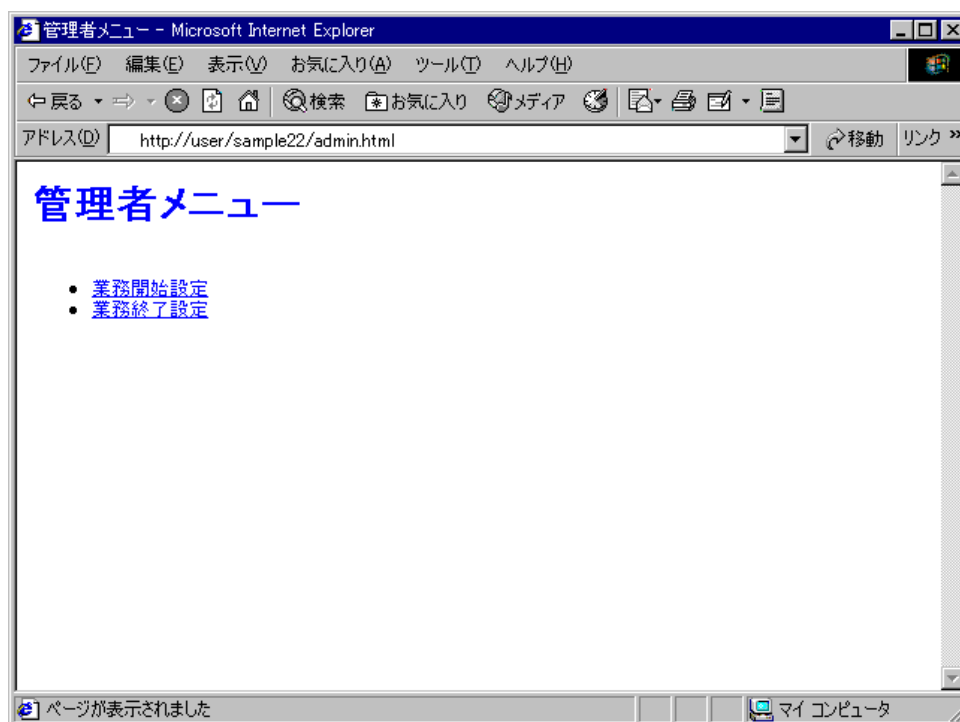 管理者メニュー - Microsoft Internet Explorer
ファイル(F) 編集(E) 表示(V) お気に入り(A) ツール(T) ヘルプ(H)
戻る 検索 お気に入り メディア
アドレス(D) http://user/sample22/admin.html 移動 リンク »
管理者メニュー
業務開始設定
業務終了設定
ページが表示されました マイ コンピュータ